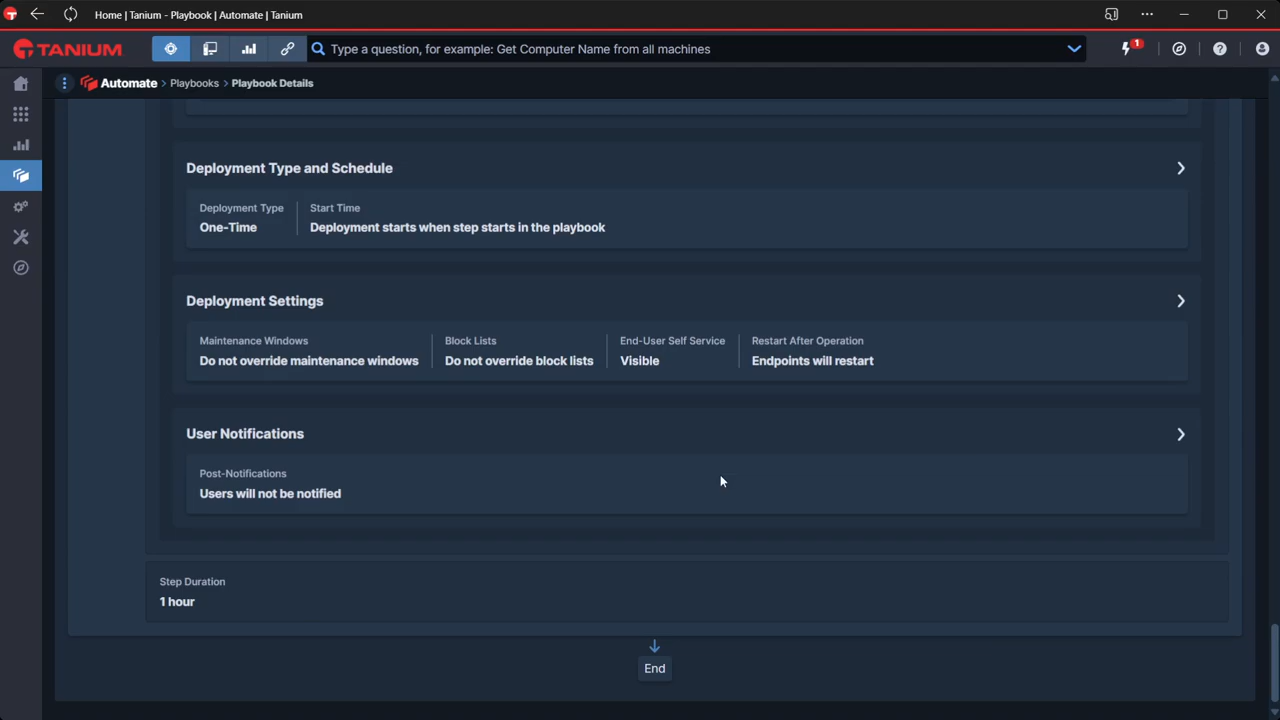 Home | Tanium - Playbook | Automate | Tanium
TANIUM
Type a question, for example: Get Computer Name from all machines
1
Automate > Playbooks > Playbook Details
Deployment Type and Schedule
Deployment Type
Start Time
One-Time
Deployment starts when step starts in the playbook
Deployment Settings
Maintenance Windows
Block Lists
End-User Self Service
Restart After Operation
Do not override maintenance windows
Do not override block lists
Visible
Endpoints will restart
User Notifications
Post-Notifications
Users will not be notified
Step Duration
1 hour
End